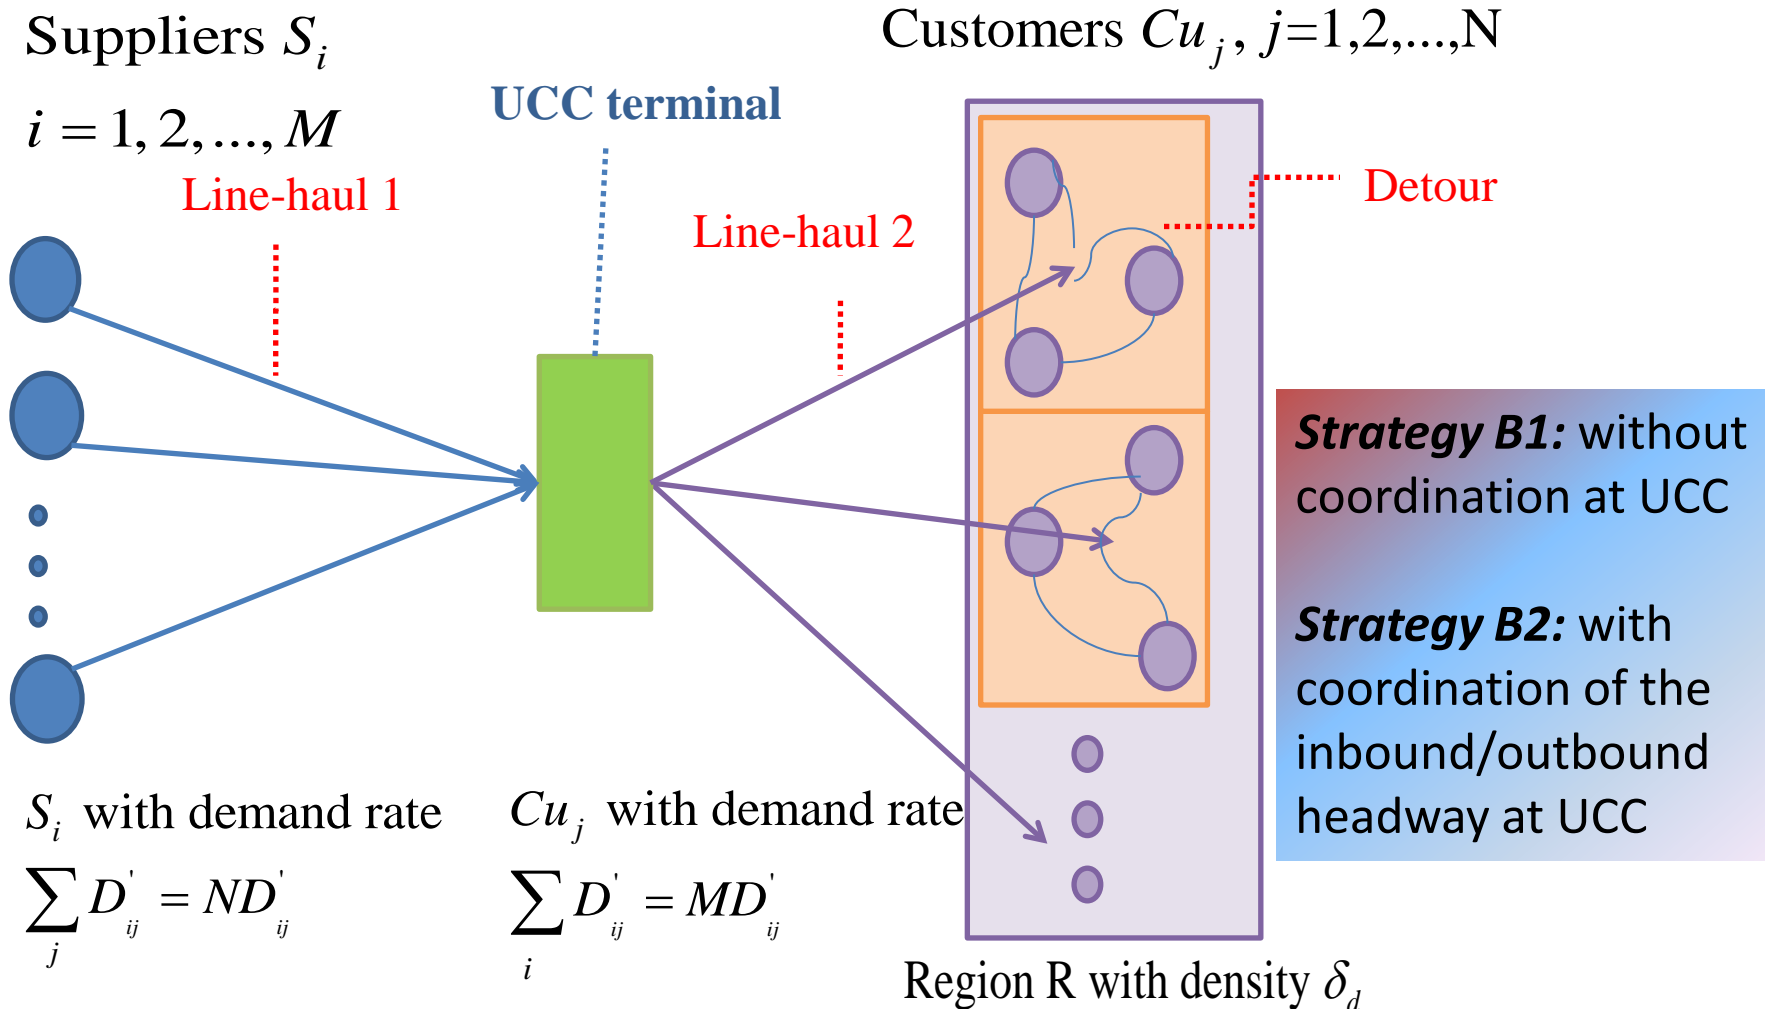 Suppliers S_i
i = 1, 2, ..., M
Customers Cu_j, j=1,2,...,N
UCC terminal
Line-haul 1
Line-haul 2
Detour
Strategy B1: without
coordination at UCC
Strategy B2: with
coordination of the
inbound/outbound
headway at UCC
S_i with demand rate
∑_j D'_ij = ND'_ij
Cu_j with demand rate
∑_i D'_ij = MD'_ij
Region R with density δ_d